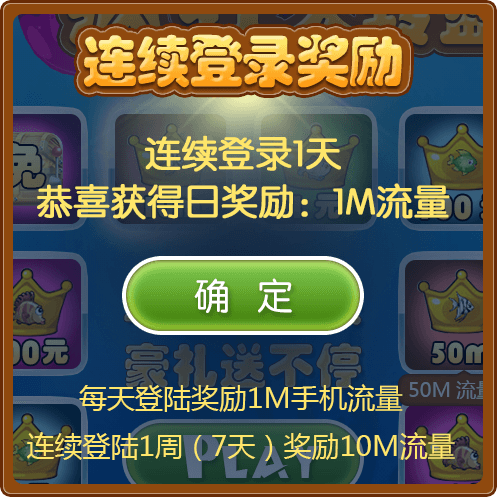 连续登录奖励
连续登录1天
恭喜获得日奖励：1M流量
00元
确 定
50m
豪礼送不停
50M 流量
每天登陆奖励1M手机流量
连续登陆1周（7天）奖励10M流量
PLAY